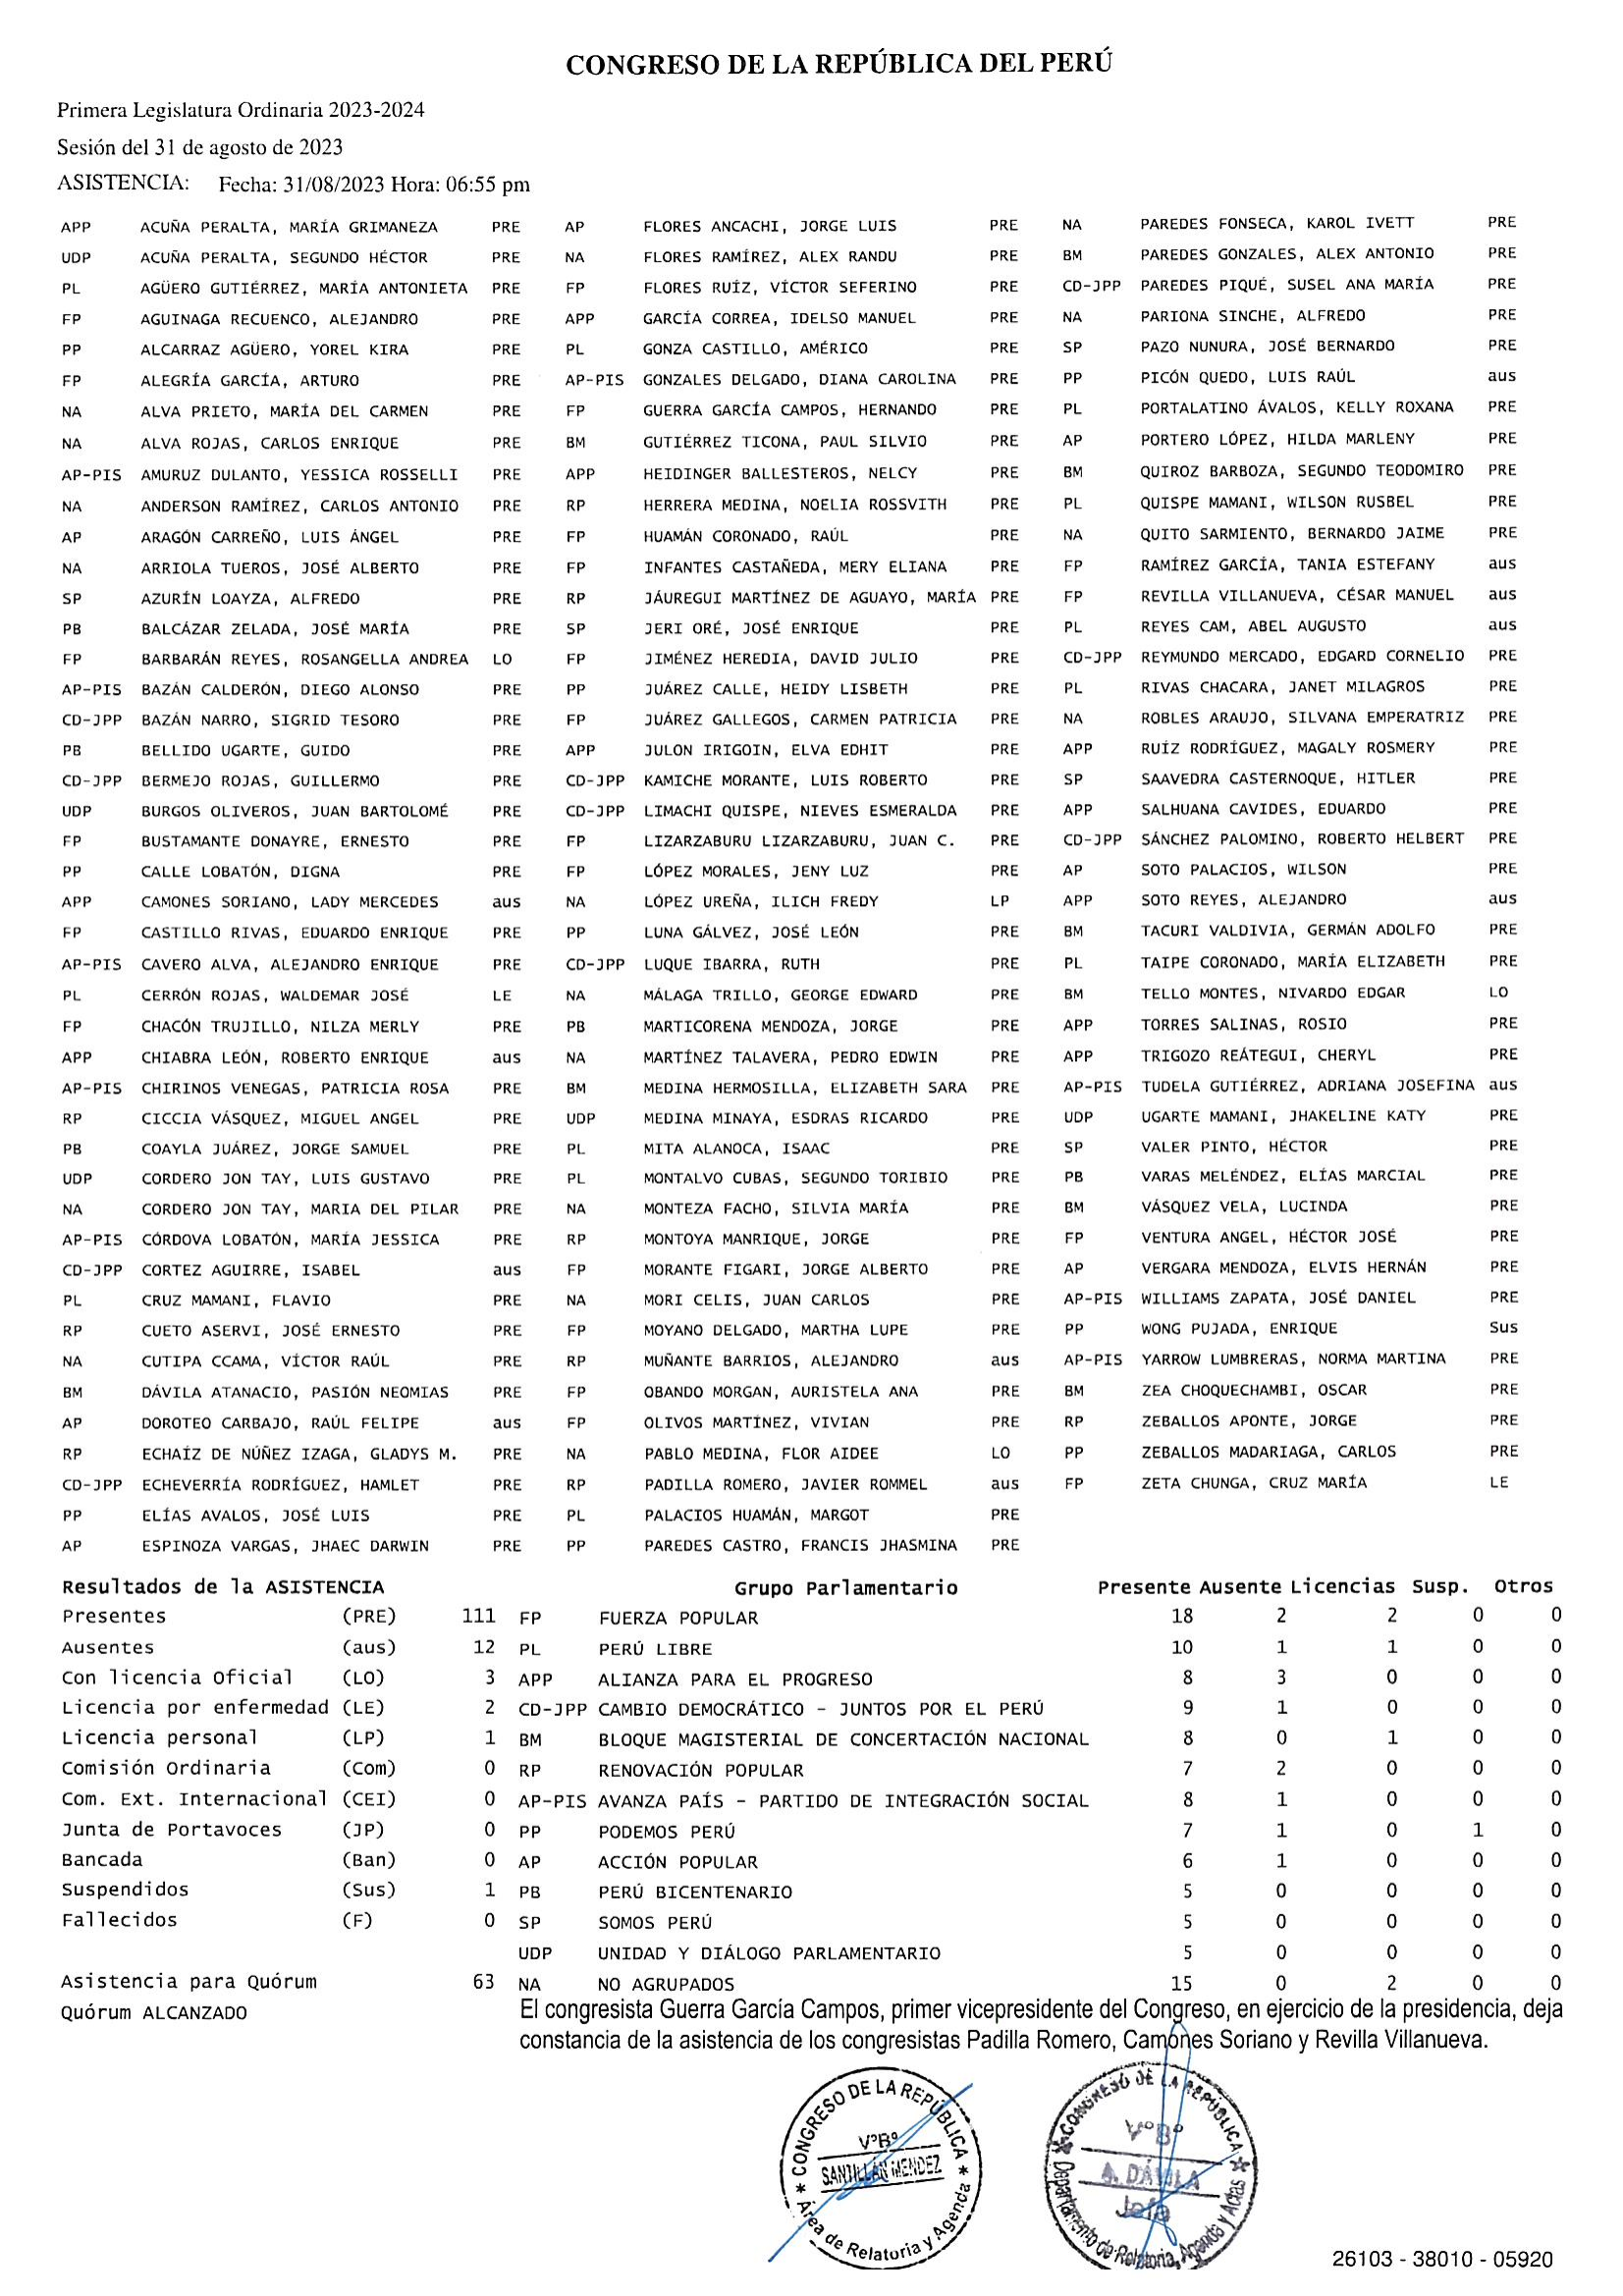 CONGRESO DE LA REPÚBLICA DEL PERÚ
Primera Legislatura Ordinaria 2023-2024
Sesión del 31 de agosto de 2023
ASISTENCIA: Fecha: 31/08/2023 Hora: 06:55 pm
APP ACUÑA PERALTA, MARÍA GRIMANEZA PRE AP FLORES ANCACHI, JORGE LUIS PRE NA PAREDES FONSECA, KAROL IVETT PRE
UDP ACUÑA PERALTA, SEGUNDO HÉCTOR PRE NA FLORES RAMÍREZ, ALEX RANDU PRE BM PAREDES GONZALES, ALEX ANTONIO PRE
PL AGÜERO GUTIÉRREZ, MARÍA ANTONIETA PRE FP FLORES RUÍZ, VÍCTOR SEFERINO PRE CD-JPP PAREDES PIQUÉ, SUSEL ANA MARÍA PRE
FP AGUINAGA RECUENCO, ALEJANDRO PRE APP GARCÍA CORREA, IDELSO MANUEL PRE NA PARIONA SINCHE, ALFREDO PRE
PP ALCARRAZ AGÜERO, YOREL KIRA PRE PL GONZA CASTILLO, AMÉRICO PRE SP PAZO NUNURA, JOSÉ BERNARDO PRE
FP ALEGRÍA GARCÍA, ARTURO PRE AP-PIS GONZALES DELGADO, DIANA CAROLINA PRE PP PICÓN QUEDO, LUIS RAÚL aus
NA ALVA PRIETO, MARÍA DEL CARMEN PRE FP GUERRA GARCÍA CAMPOS, HERNANDO PRE PL PORTALATINO ÁVALOS, KELLY ROXANA PRE
NA ALVA ROJAS, CARLOS ENRIQUE PRE BM GUTIÉRREZ TICONA, PAUL SILVIO PRE AP PORTERO LÓPEZ, HILDA MARLENY PRE
AP-PIS AMURUZ DULANTO, YESSICA ROSSELLI PRE APP HEIDINGER BALLESTEROS, NELCY PRE BM QUIROZ BARBOZA, SEGUNDO TEODOMIRO PRE
NA ANDERSON RAMÍREZ, CARLOS ANTONIO PRE RP HERRERA MEDINA, NOELIA ROSSVITH PRE PL QUISPE MAMANI, WILSON RUSBEL PRE
AP ARAGÓN CARREÑO, LUIS ÁNGEL PRE FP HUAMÁN CORONADO, RAÚL PRE NA QUITO SARMIENTO, BERNARDO JAIME PRE
NA ARRIOLA TUEROS, JOSÉ ALBERTO PRE FP INFANTES CASTAÑEDA, MERY ELIANA PRE FP RAMÍREZ GARCÍA, TANIA ESTEFANY aus
SP AZURÍN LOAYZA, ALFREDO PRE RP JÁUREGUI MARTÍNEZ DE AGUAYO, MARÍA PRE FP REVILLA VILLANUEVA, CÉSAR MANUEL aus
PB BALCÁZAR ZELADA, JOSÉ MARÍA PRE SP JERI ORÉ, JOSÉ ENRIQUE PRE PL REYES CAM, ABEL AUGUSTO aus
FP BARBARÁN REYES, ROSANGELLA ANDREA LO FP JIMÉNEZ HEREDIA, DAVID JULIO PRE CD-JPP REYMUNDO MERCADO, EDGARD CORNELIO PRE
AP-PIS BAZÁN CALDERÓN, DIEGO ALONSO PRE PP JUÁREZ CALLE, HEIDY LISBETH PRE PL RIVAS CHACARA, JANET MILAGROS PRE
CD-JPP BAZÁN NARRO, SIGRID TESORO PRE FP JUÁREZ GALLEGOS, CARMEN PATRICIA PRE NA ROBLES ARAUJO, SILVANA EMPERATRIZ PRE
PB BELLIDO UGARTE, GUIDO PRE APP JULON IRIGOIN, ELVA EDHIT PRE APP RUÍZ RODRÍGUEZ, MAGALY ROSMERY PRE
CD-JPP BERMEJO ROJAS, GUILLERMO PRE CD-JPP KAMICHE MORANTE, LUIS ROBERTO PRE SP SAAVEDRA CASTERNOQUE, HITLER PRE
UDP BURGOS OLIVEROS, JUAN BARTOLOMÉ PRE CD-JPP LIMACHI QUISPE, NIEVES ESMERALDA PRE APP SALHUANA CAVIDES, EDUARDO PRE
FP BUSTAMANTE DONAYRE, ERNESTO PRE FP LIZARZABURU LIZARZABURU, JUAN C. PRE CD-JPP SÁNCHEZ PALOMINO, ROBERTO HELBERT PRE
PP CALLE LOBATÓN, DIGNA PRE FP LÓPEZ MORALES, JENY LUZ PRE AP SOTO PALACIOS, WILSON PRE
APP CAMONES SORIANO, LADY MERCEDES aus NA LÓPEZ UREÑA, ILICH FREDY LP APP SOTO REYES, ALEJANDRO aus
FP CASTILLO RIVAS, EDUARDO ENRIQUE PRE PP LUNA GÁLVEZ, JOSÉ LEÓN PRE BM TACURI VALDIVIA, GERMÁN ADOLFO PRE
AP-PIS CAVERO ALVA, ALEJANDRO ENRIQUE PRE CD-JPP LUQUE IBARRA, RUTH PRE PL TAIPE CORONADO, MARÍA ELIZABETH PRE
PL CERRÓN ROJAS, WALDEMAR JOSÉ LE NA MÁLAGA TRILLO, GEORGE EDWARD PRE BM TELLO MONTES, NIVARDO EDGAR LO
FP CHACÓN TRUJILLO, NILZA MERLY PRE PB MARTICORENA MENDOZA, JORGE PRE APP TORRES SALINAS, ROSIO PRE
APP CHIABRA LEÓN, ROBERTO ENRIQUE aus NA MARTÍNEZ TALAVERA, PEDRO EDWIN PRE APP TRIGOZO REÁTEGUI, CHERYL PRE
AP-PIS CHIRINOS VENEGAS, PATRICIA ROSA PRE BM MEDINA HERMOSILLA, ELIZABETH SARA PRE AP-PIS TUDELA GUTIÉRREZ, ADRIANA JOSEFINA aus
RP CICCIA VÁSQUEZ, MIGUEL ANGEL PRE UDP MEDINA MINAYA, ESDRAS RICARDO PRE UDP UGARTE MAMANI, JHAKELINE KATY PRE
PB COAYLA JUÁREZ, JORGE SAMUEL PRE PL MITA ALANOCA, ISAAC PRE SP VALER PINTO, HÉCTOR PRE
UDP CORDERO JON TAY, LUIS GUSTAVO PRE PL MONTALVO CUBAS, SEGUNDO TORIBIO PRE PB VARAS MELÉNDEZ, ELÍAS MARCIAL PRE
NA CORDERO JON TAY, MARIA DEL PILAR PRE NA MONTEZA FACHO, SILVIA MARÍA PRE BM VÁSQUEZ VELA, LUCINDA PRE
AP-PIS CÓRDOVA LOBATÓN, MARÍA JESSICA PRE RP MONTOYA MANRIQUE, JORGE PRE FP VENTURA ANGEL, HÉCTOR JOSÉ PRE
CD-JPP CORTEZ AGUIRRE, ISABEL aus FP MORANTE FIGARI, JORGE ALBERTO PRE AP VERGARA MENDOZA, ELVIS HERNÁN PRE
PL CRUZ MAMANI, FLAVIO PRE NA MORI CELIS, JUAN CARLOS PRE AP-PIS WILLIAMS ZAPATA, JOSÉ DANIEL PRE
RP CUETO ASERVI, JOSÉ ERNESTO PRE FP MOYANO DELGADO, MARTHA LUPE PRE PP WONG PUJADA, ENRIQUE Sus
NA CUTIPA CCAMA, VÍCTOR RAÚL PRE RP MUÑANTE BARRIOS, ALEJANDRO aus AP-PIS YARROW LUMBRERAS, NORMA MARTINA PRE
BM DÁVILA ATANACIO, PASIÓN NEOMIAS PRE FP OBANDO MORGAN, AURISTELA ANA PRE BM ZEA CHOQUECHAMBI, OSCAR PRE
AP DOROTEO CARBAJO, RAÚL FELIPE aus FP OLIVOS MARTÍNEZ, VIVIAN PRE RP ZEBALLOS APONTE, JORGE PRE
RP ECHAÍZ DE NÚÑEZ IZAGA, GLADYS M. PRE NA PABLO MEDINA, FLOR AIDEE LO PP ZEBALLOS MADARIAGA, CARLOS PRE
CD-JPP ECHEVERRÍA RODRÍGUEZ, HAMLET PRE RP PADILLA ROMERO, JAVIER ROMMEL aus FP ZETA CHUNGA, CRUZ MARÍA LE
PP ELÍAS AVALOS, JOSÉ LUIS PRE PL PALACIOS HUAMÁN, MARGOT PRE
AP ESPINOZA VARGAS, JHAEC DARWIN PRE PP PAREDES CASTRO, FRANCIS JHASMINA PRE
Resultados de la ASISTENCIA Grupo Parlamentario Presente Ausente Licencias Susp. Otros
Presentes (PRE) 111 FP FUERZA POPULAR 18 2 2 0 0
Ausentes (aus) 12 PL PERÚ LIBRE 10 1 1 0 0
Con licencia Oficial (LO) 3 APP ALIANZA PARA EL PROGRESO 8 3 0 0 0
Licencia por enfermedad (LE) 2 CD-JPP CAMBIO DEMOCRÁTICO - JUNTOS POR EL PERÚ 9 1 0 0 0
Licencia personal (LP) 1 BM BLOQUE MAGISTERIAL DE CONCERTACIÓN NACIONAL 8 0 1 0 0
Comisión Ordinaria (Com) 0 RP RENOVACIÓN POPULAR 7 2 0 0 0
Com. Ext. Internacional (CEI) 0 AP-PIS AVANZA PAÍS - PARTIDO DE INTEGRACIÓN SOCIAL 8 1 0 0 0
Junta de Portavoces (JP) 0 PP PODEMOS PERÚ 7 1 0 1 0
Bancada (Ban) 0 AP ACCIÓN POPULAR 6 1 0 0 0
Suspendidos (Sus) 1 PB PERÚ BICENTENARIO 5 0 0 0 0
Fallecidos (F) 0 SP SOMOS PERÚ 5 0 0 0 0
UDP UNIDAD Y DIÁLOGO PARLAMENTARIO 5 0 0 0 0
Asistencia para Quórum 63 NA NO AGRUPADOS 15 0 2 0 0
Quórum ALCANZADO
El congresista Guerra García Campos, primer vicepresidente del Congreso, en ejercicio de la presidencia, deja
constancia de la asistencia de los congresistas Padilla Romero, Camones Soriano y Revilla Villanueva.
CONGRESO DE LA REPÚBLICA
V°B°
SANTILLÁN MENDEZ
Área de Relatoría y Agenda
CONGRESO DE LA REPÚBLICA
V°B°
A. DÁVILA
Jefa
Departamento de Relatoria, Agenda y Actas
26103 - 38010 - 05920